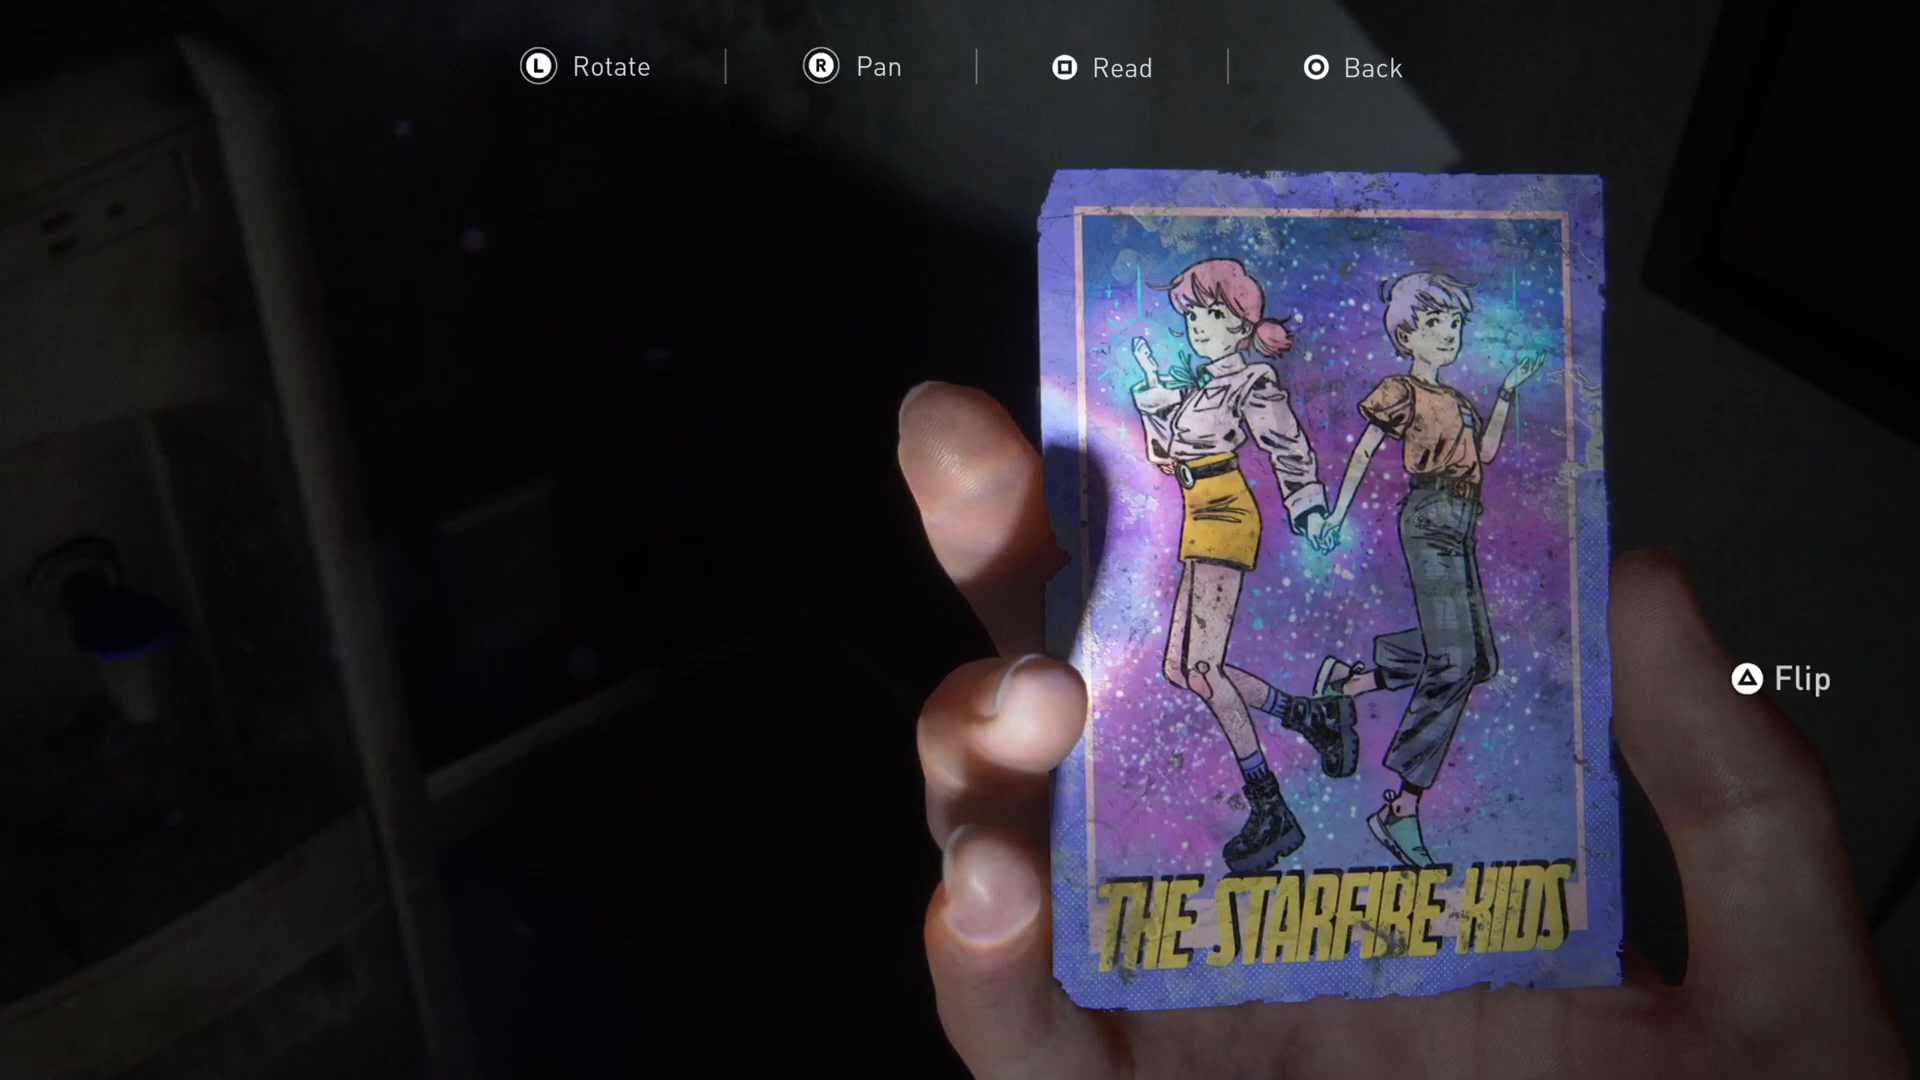 L Rotate
R Pan
Read
Back
Flip
THE STARFIRE KIDS